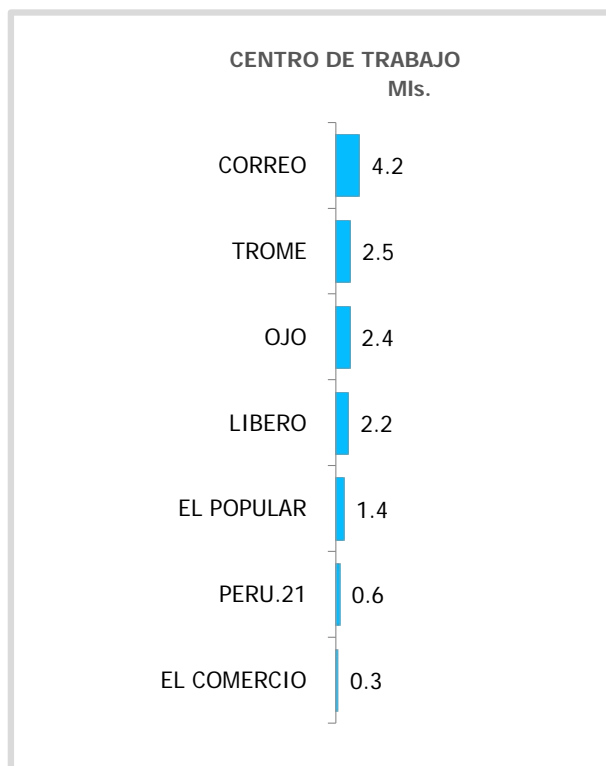 CENTRO DE TRABAJO
Mls.
CORREO 4.2
TROME 2.5
OJO 2.4
LIBERO 2.2
EL POPULAR 1.4
PERU.21 0.6
EL COMERCIO 0.3